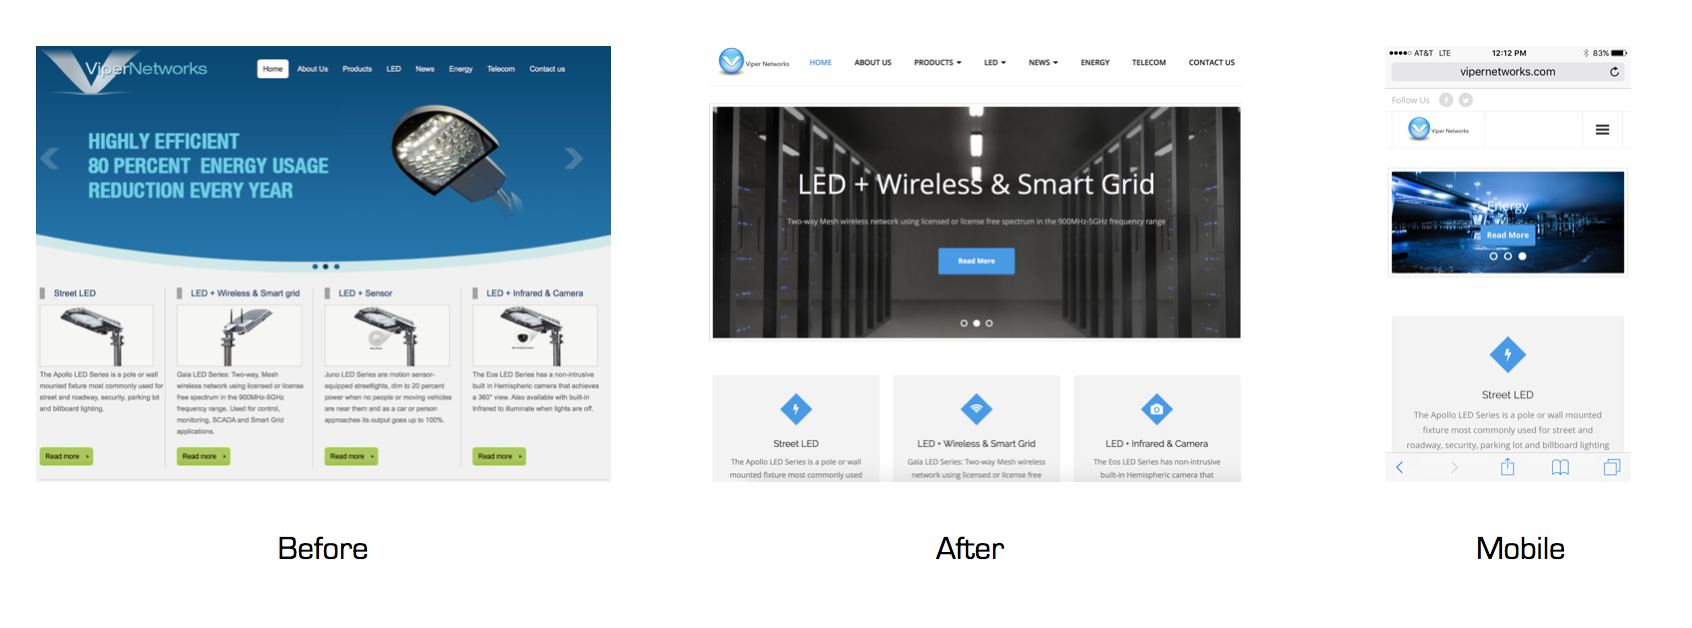 ViperNetworks
Home About Us Products LED News Energy Telecom Contact us
HIGHLY EFFICIENT
80 PERCENT ENERGY USAGE
REDUCTION EVERY YEAR
Street LED
The Apollo LED Series is a pole or wall
mounted fixture most commonly used for
street and roadway, security, parking lot
and billboard lighting.
Read more
LED + Wireless & Smart grid
Gaia LED Series: Two-way, Mesh
wireless network using licensed or license
free spectrum in the 900MHz-5GHz
frequency range. Used for control,
monitoring, SCADA and Smart Grid
applications.
Read more
LED + Sensor
Juno LED Series are motion sensor-
equipped streetlights, dim to 20 percent
power when no people or moving vehicles
are near them and as a car or person
approaches its output goes up to 100%.
Read more
LED + Infrared & Camera
The Eos LED Series has a non-intrusive
built in Hemispheric camera that achieves
a 360° view. Also available with built-in
Infrared to illuminate when lights are off.
Read more
Before
Viper Networks
HOME ABOUT US PRODUCTS LED NEWS ENERGY TELECOM CONTACT US
LED + Wireless & Smart Grid
Two-way Mesh wireless network using licensed or license free spectrum in the 900MHz-5GHz frequency range
Read More
Street LED
The Apollo LED Series is a pole or wall
mounted fixture most commonly used
LED + Wireless & Smart Grid
Gaia LED Series: Two-way Mesh wireless
network using licensed or license free
LED + Infrared & Camera
The Eos LED Series has non-intrusive
built-in Hemispheric camera that
After
AT&T LTE 12:12 PM 83%
vipernetworks.com
Follow Us
Viper Networks
Energy
Read More
Street LED
The Apollo LED Series is a pole or wall mounted
fixture most commonly used for street and
roadway, security, parking lot and billboard lighting
Mobile